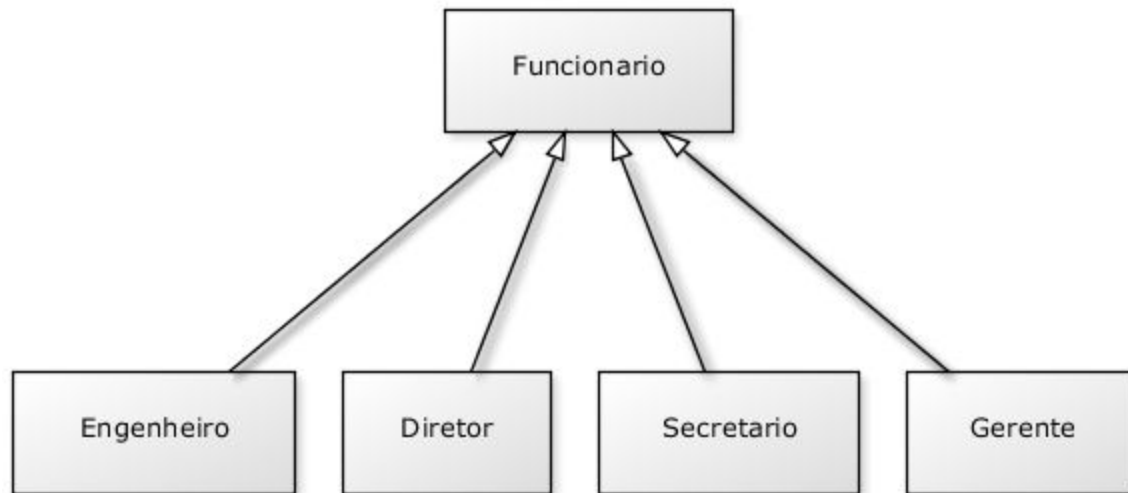 Funcionario
Engenheiro
Diretor
Secretario
Gerente